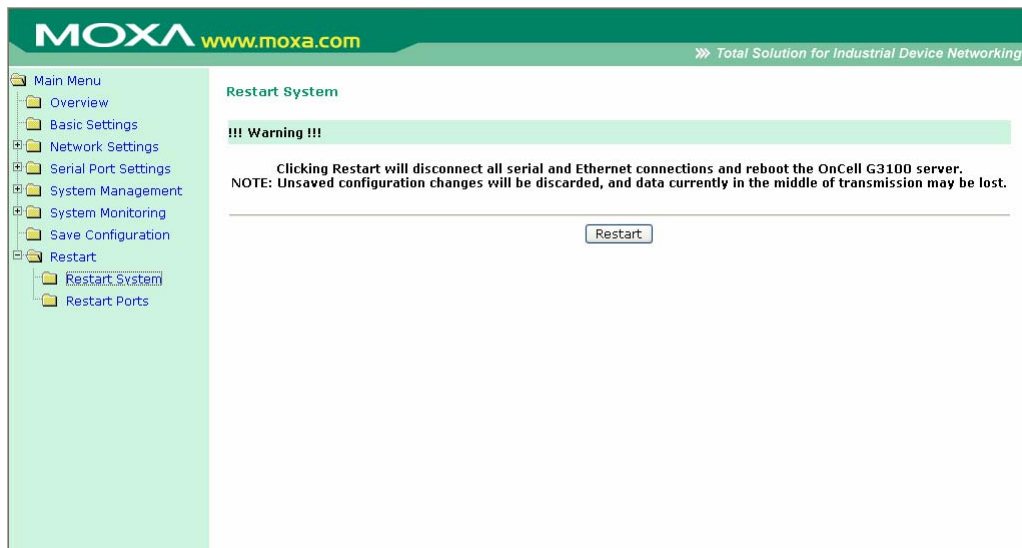 MOXA www.moxa.com
Total Solution for Industrial Device Networking
Main Menu
Overview
Basic Settings
Network Settings
Serial Port Settings
System Management
System Monitoring
Save Configuration
Restart
Restart System
Restart Ports
Restart System
!!! Warning !!!
Clicking Restart will disconnect all serial and Ethernet connections and reboot the OnCell G3100 server.
NOTE: Unsaved configuration changes will be discarded, and data currently in the middle of transmission may be lost.
Restart